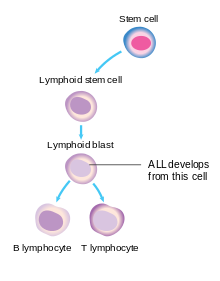 Stem cell
Lymphoid stem cell
Lymphoid blast
ALL develops
from this cell
B lymphocyte
T lymphocyte